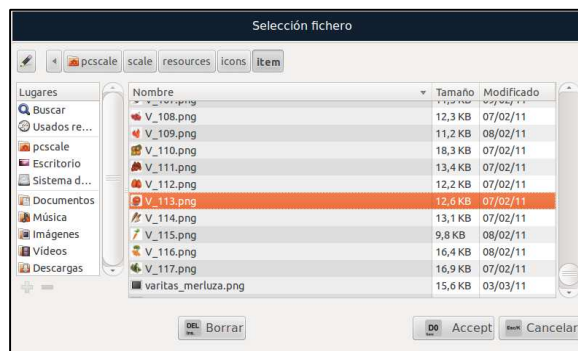 Selección fichero
pcscale scale resources icons item
Lugares
Buscar
Usados re...
pcscale
Escritorio
Sistema d...
Documentos
Música
Imágenes
Vídeos
Descargas
Nombre Tamaño Modificado
V_108.png 12,3 KB 07/02/11
V_109.png 11,2 KB 08/02/11
V_110.png 18,3 KB 07/02/11
V_111.png 13,4 KB 07/02/11
V_112.png 12,2 KB 07/02/11
V_113.png 12,6 KB 07/02/11
V_114.png 13,1 KB 07/02/11
V_115.png 9,8 KB 08/02/11
V_116.png 16,4 KB 08/02/11
V_117.png 16,9 KB 07/02/11
varitas_merluza.png 15,6 KB 03/03/11
DEL Borrar
D0 Accept
Cancelar